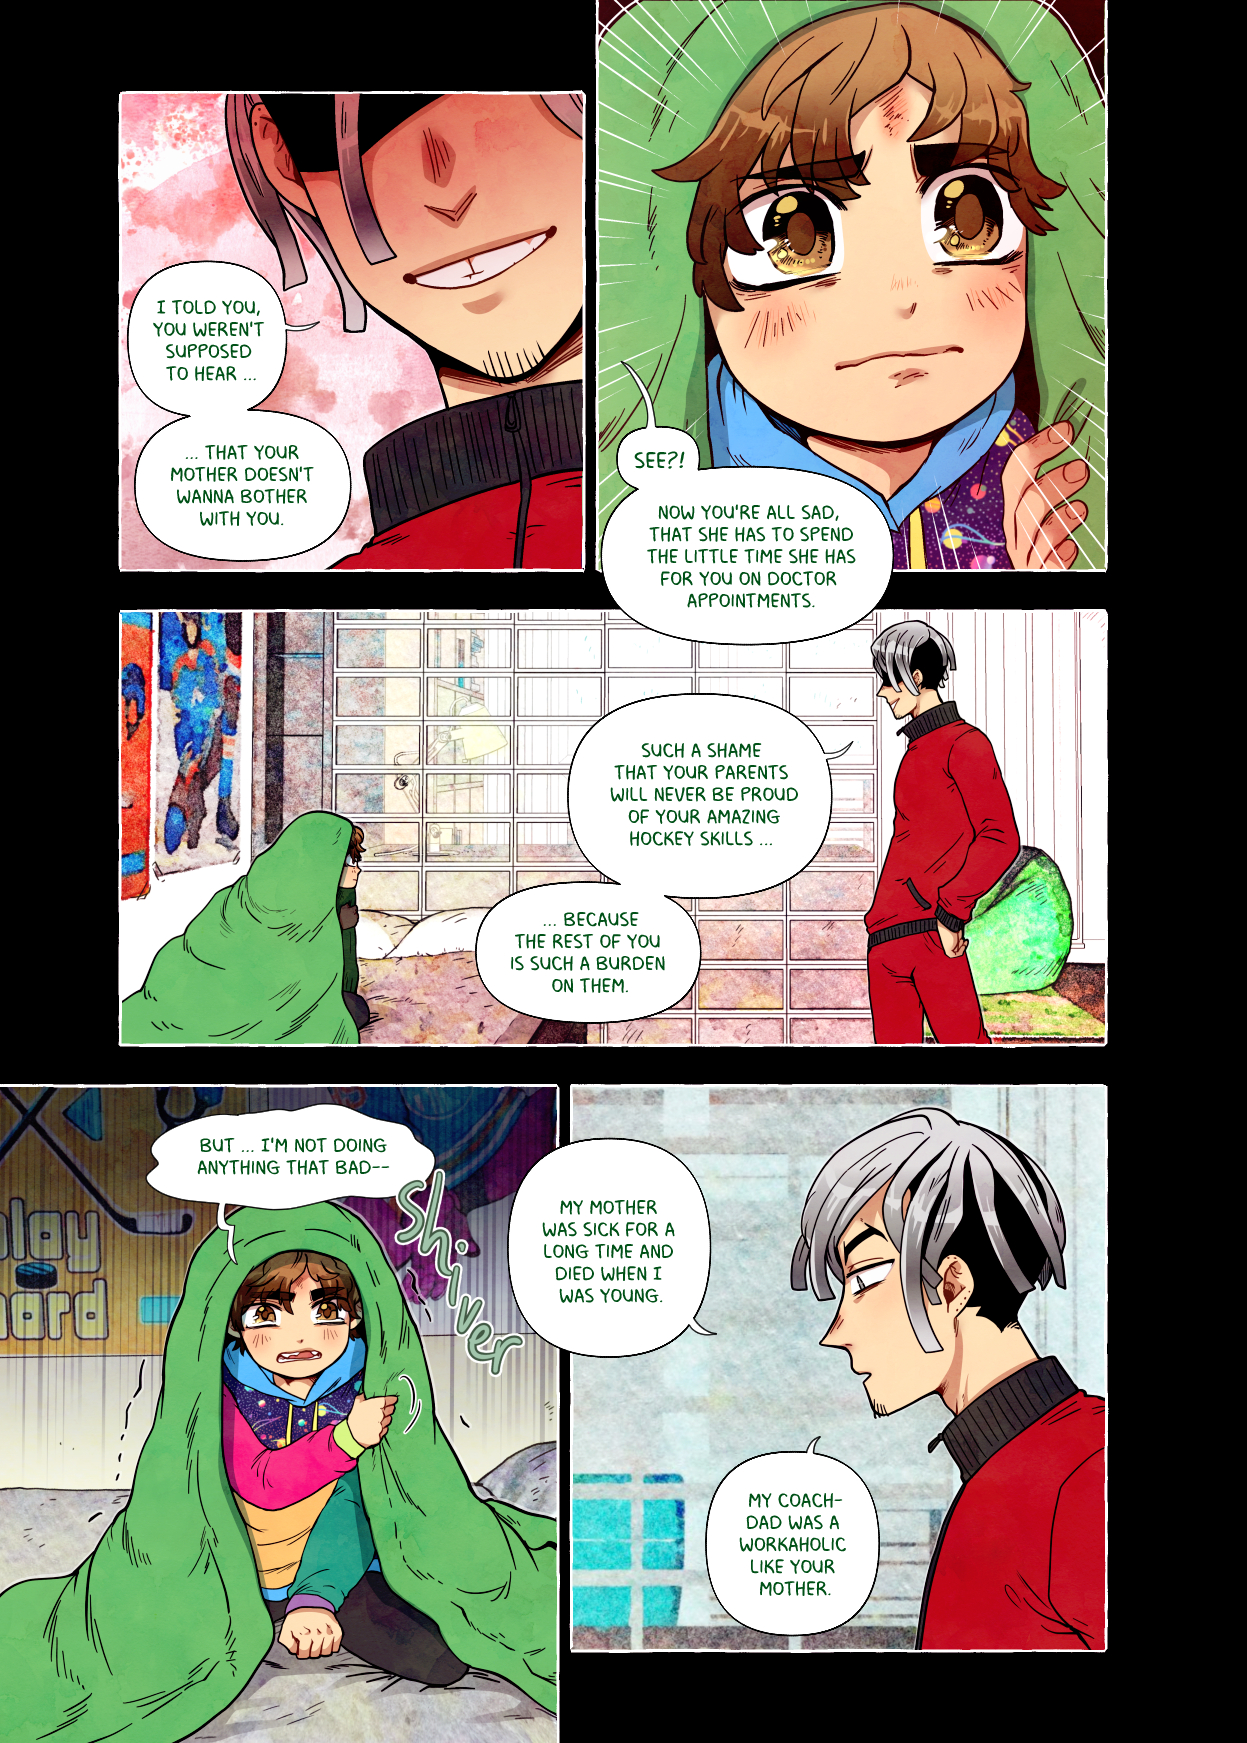 I TOLD YOU,
YOU WEREN'T
SUPPOSED
TO HEAR ...
... THAT YOUR
MOTHER DOESN'T
WANNA BOTHER
WITH YOU.
SEE?!
NOW YOU'RE ALL SAD,
THAT SHE HAS TO SPEND
THE LITTLE TIME SHE HAS
FOR YOU ON DOCTOR
APPOINTMENTS.
SUCH A SHAME
THAT YOUR PARENTS
WILL NEVER BE PROUD
OF YOUR AMAZING
HOCKEY SKILLS ...
... BECAUSE
THE REST OF YOU
IS SUCH A BURDEN
ON THEM.
BUT ... I'M NOT DOING
ANYTHING THAT BAD--
shiver
play
hard
MY MOTHER
WAS SICK FOR A
LONG TIME AND
DIED WHEN I
WAS YOUNG.
MY COACH-
DAD WAS A
WORKAHOLIC
LIKE YOUR
MOTHER.